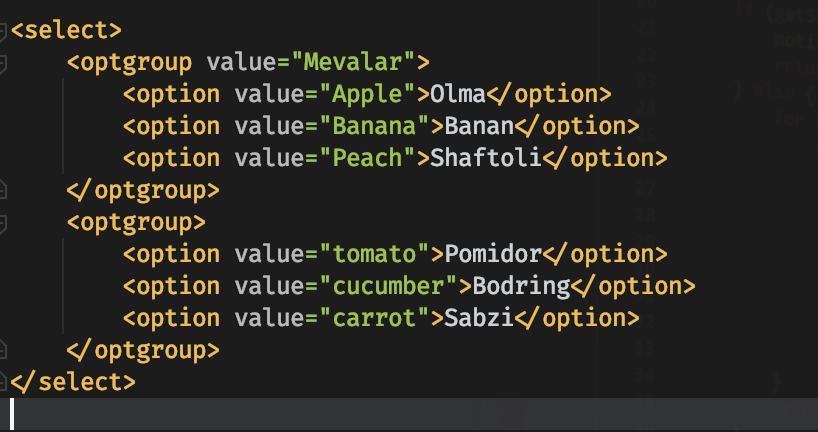 <select>
    <optgroup value="Mevalar">
        <option value="Apple">Olma</option>
        <option value="Banana">Banan</option>
        <option value="Peach">Shaftoli</option>
    </optgroup>
    <optgroup>
        <option value="tomato">Pomidor</option>
        <option value="cucumber">Bodring</option>
        <option value="carrot">Sabzi</option>
    </optgroup>
</select>